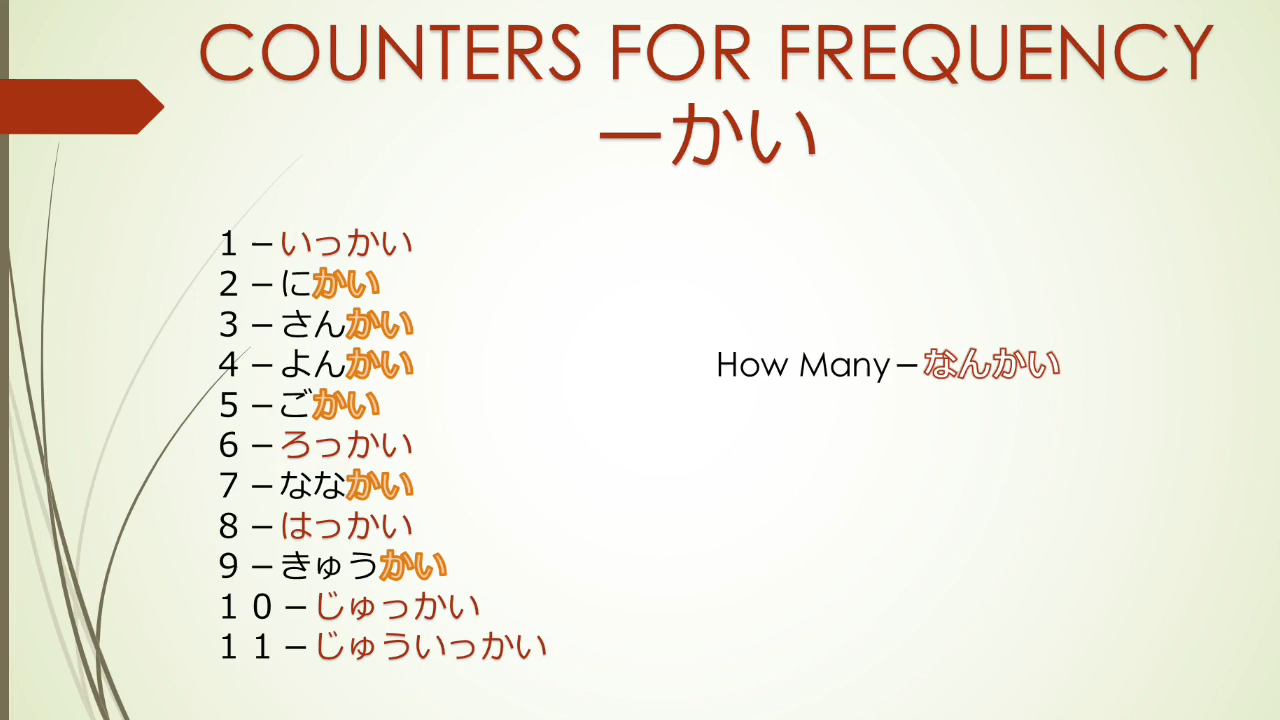 COUNTERS FOR FREQUENCY
ーかい
１－いっかい
２－にかい
３－さんかい
４－よんかい
５－ごかい
６－ろっかい
７－ななかい
８－はっかい
９－きゅうかい
１０－じゅっかい
１１－じゅういっかい
How Many－なんかい